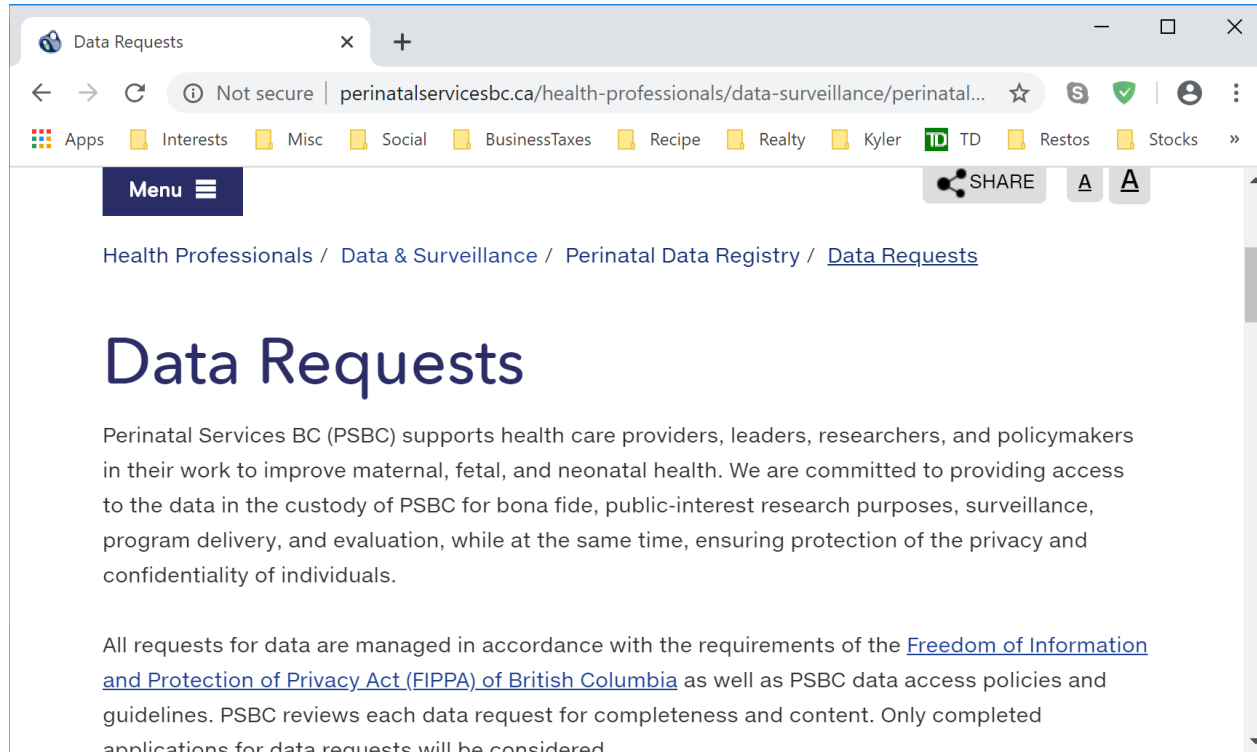 Data Requests
Not secure | perinatalservicesbc.ca/health-professionals/data-surveillance/perinatal...
Apps Interests Misc Social BusinessTaxes Recipe Realty Kyler TD TD Restos Stocks »
Menu SHARE A A
Health Professionals / Data & Surveillance / Perinatal Data Registry / Data Requests
Data Requests
Perinatal Services BC (PSBC) supports health care providers, leaders, researchers, and policymakers
in their work to improve maternal, fetal, and neonatal health. We are committed to providing access
to the data in the custody of PSBC for bona fide, public-interest research purposes, surveillance,
program delivery, and evaluation, while at the same time, ensuring protection of the privacy and
confidentiality of individuals.
All requests for data are managed in accordance with the requirements of the Freedom of Information
and Protection of Privacy Act (FIPPA) of British Columbia as well as PSBC data access policies and
guidelines. PSBC reviews each data request for completeness and content. Only completed
applications for data requests will be considered